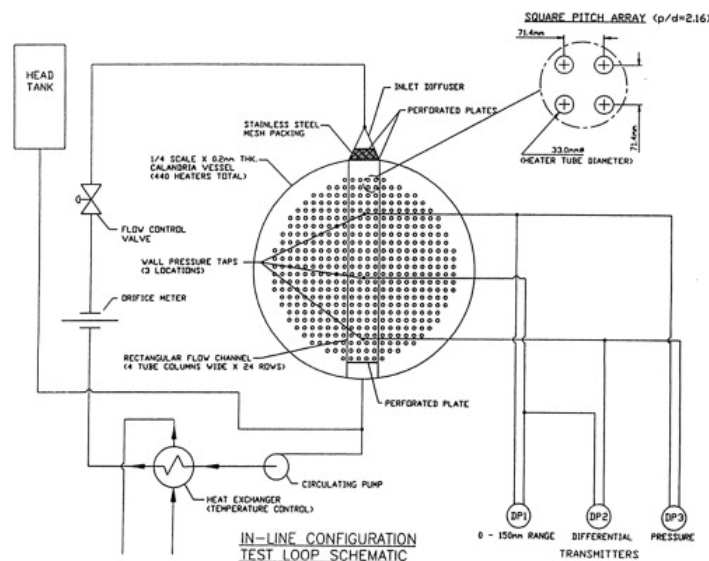 SQUARE PITCH ARRAY (p/d=2.16)
71.4mm
71.4mm
33.0mmø
(HEATER TUBE DIAMETER)
HEAD
TANK
INLET DIFFUSER
PERFORATED PLATES
STAINLESS STEEL
MESH PACKING
1/4 SCALE X 0.2mm THK.
CALANDRIA VESSEL
(440 HEATERS TOTAL)
FLOW CONTROL
VALVE
WALL PRESSURE TAPS
(3 LOCATIONS)
ORIFICE METER
RECTANGULAR FLOW CHANNEL
(4 TUBE COLUMNS WIDE X 24 ROWS)
PERFORATED PLATE
CIRCULATING PUMP
HEAT EXCHANGER
(TEMPERATURE CONTROL)
DP1
DP2
DP3
0 - 150mm RANGE
DIFFERENTIAL
PRESSURE
TRANSMITTERS
IN-LINE CONFIGURATION
TEST LOOP SCHEMATIC